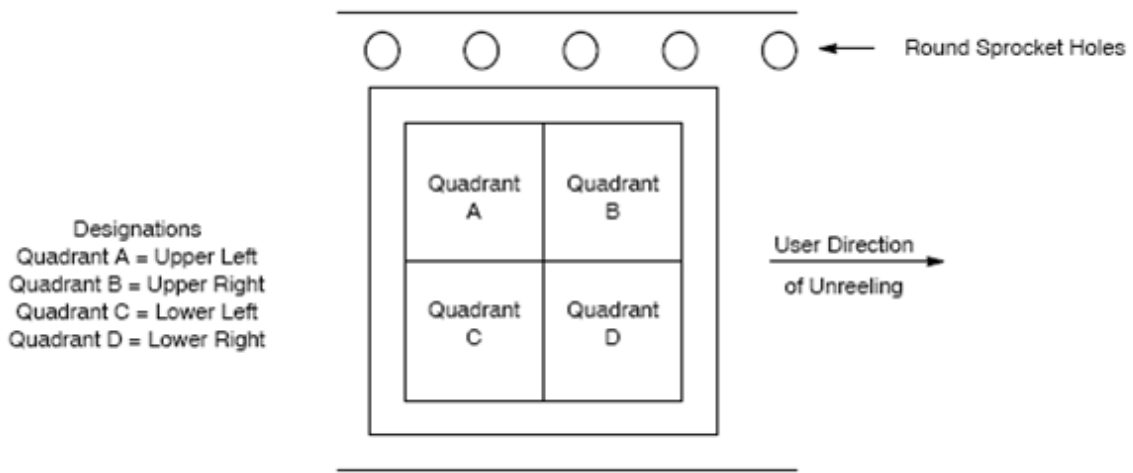 Round Sprocket Holes
Quadrant
A
Quadrant
B
Designations
Quadrant A = Upper Left
Quadrant B = Upper Right
Quadrant C = Lower Left
Quadrant D = Lower Right
Quadrant
C
Quadrant
D
User Direction
of Unreeling